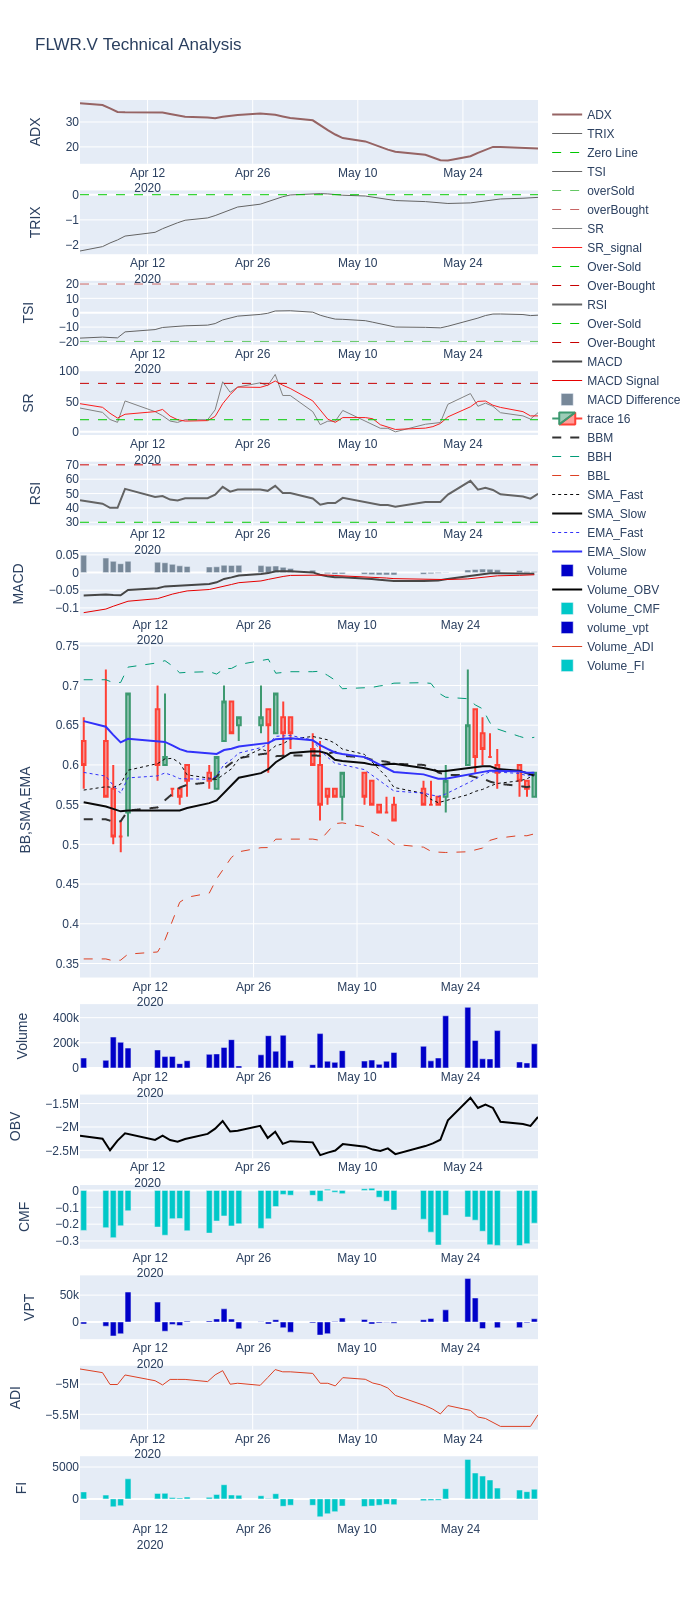 FLWR.V Technical Analysis
ADX
30
20
Apr 12
2020
Apr 26
May 10
May 24
TRIX
0
−1
−2
Apr 12
2020
Apr 26
May 10
May 24
TSI
20
10
0
−10
−20
Apr 12
2020
Apr 26
May 10
May 24
SR
100
50
0
Apr 12
2020
Apr 26
May 10
May 24
RSI
70
60
50
40
30
Apr 12
2020
Apr 26
May 10
May 24
MACD
0.05
0
−0.05
−0.1
Apr 12
2020
Apr 26
May 10
May 24
BB,SMA,EMA
0.75
0.7
0.65
0.6
0.55
0.5
0.45
0.4
0.35
Apr 12
2020
Apr 26
May 10
May 24
Volume
400k
200k
0
Apr 12
2020
Apr 26
May 10
May 24
OBV
−1.5M
−2M
−2.5M
Apr 12
2020
Apr 26
May 10
May 24
CMF
0
−0.1
−0.2
−0.3
Apr 12
2020
Apr 26
May 10
May 24
VPT
50k
0
Apr 12
2020
Apr 26
May 10
May 24
ADI
−5M
−5.5M
Apr 12
2020
Apr 26
May 10
May 24
FI
5000
0
Apr 12
2020
Apr 26
May 10
May 24
ADX
TRIX
Zero Line
TSI
overSold
overBought
SR
SR_signal
Over-Sold
Over-Bought
RSI
Over-Sold
Over-Bought
MACD
MACD Signal
MACD Difference
trace 16
BBM
BBH
BBL
SMA_Fast
SMA_Slow
EMA_Fast
EMA_Slow
Volume
Volume_OBV
Volume_CMF
volume_vpt
Volume_ADI
Volume_FI